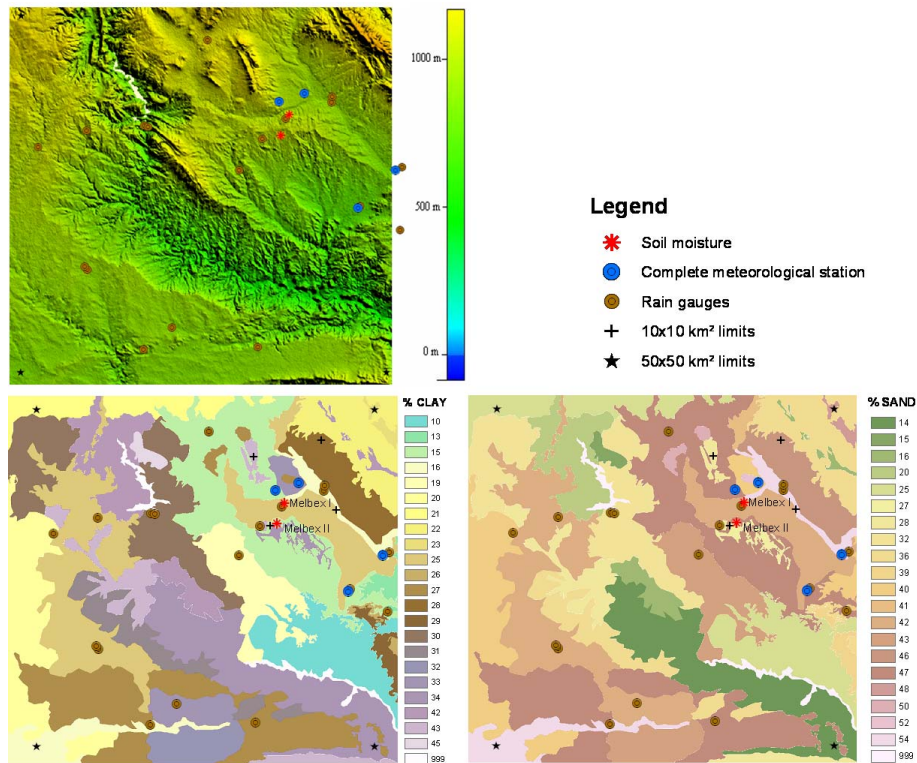 1000 m
500 m
0 m
Legend
Soil moisture
Complete meteorological station
Rain gauges
10x10 km² limits
50x50 km² limits
% CLAY
10
13
15
16
19
20
21
22
23
25
26
27
28
29
30
31
32
33
34
42
43
45
999
Melbex I
Melbex II
% SAND
14
15
16
20
25
27
28
32
36
39
40
41
42
43
46
47
48
50
52
54
999
Melbex I
Melbex II